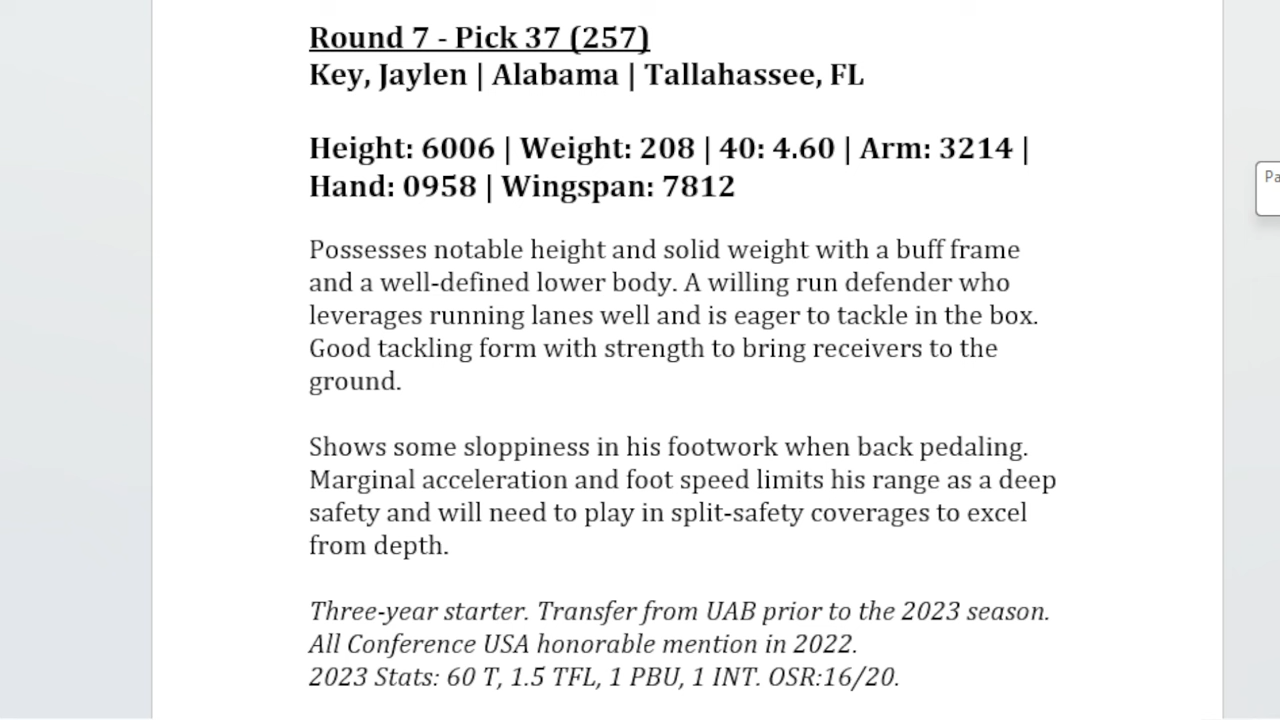 Round 7 - Pick 37 (257)
Key, Jaylen | Alabama | Tallahassee, FL
Height: 6006 | Weight: 208 | 40: 4.60 | Arm: 3214 |
Hand: 0958 | Wingspan: 7812
Possesses notable height and solid weight with a buff frame
and a well-defined lower body. A willing run defender who
leverages running lanes well and is eager to tackle in the box.
Good tackling form with strength to bring receivers to the
ground.
Shows some sloppiness in his footwork when back pedaling.
Marginal acceleration and foot speed limits his range as a deep
safety and will need to play in split-safety coverages to excel
from depth.
Three-year starter. Transfer from UAB prior to the 2023 season.
All Conference USA honorable mention in 2022.
2023 Stats: 60 T, 1.5 TFL, 1 PBU, 1 INT. OSR:16/20.